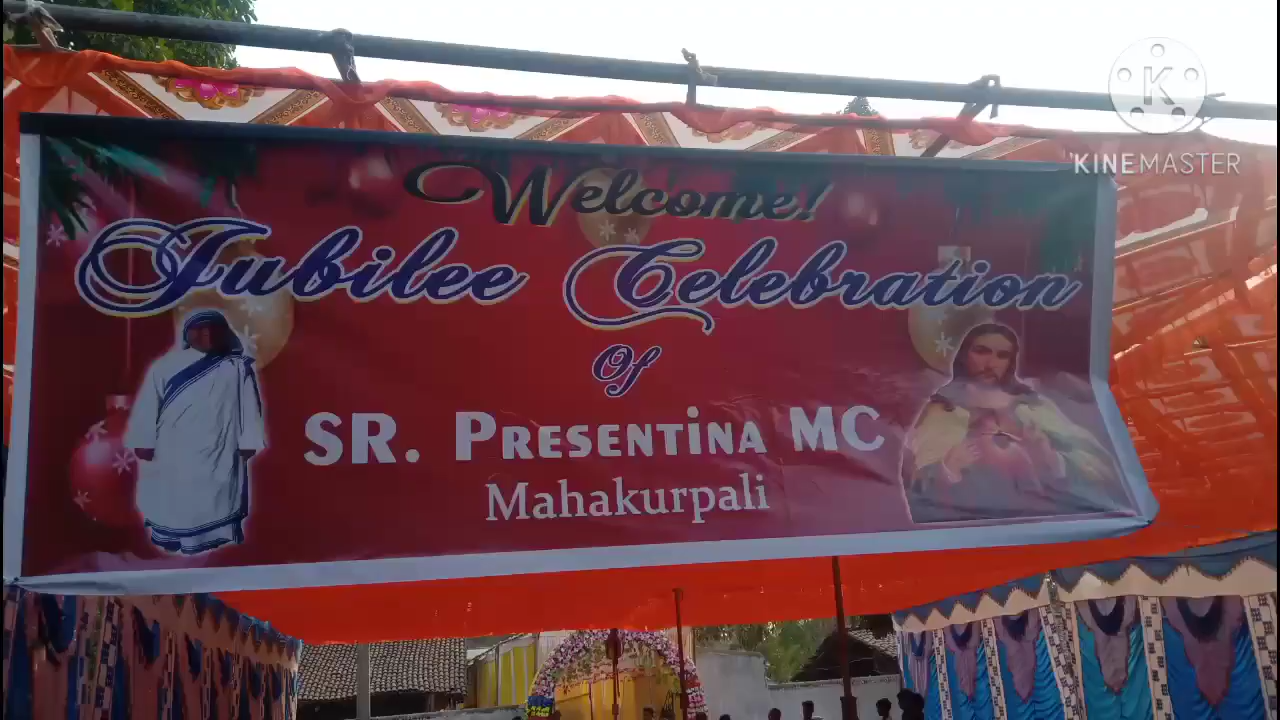 K
KINEMASTER
Welcome!
Jubilee Celebration
Of
SR. PRESENTINA MC
Mahakurpali